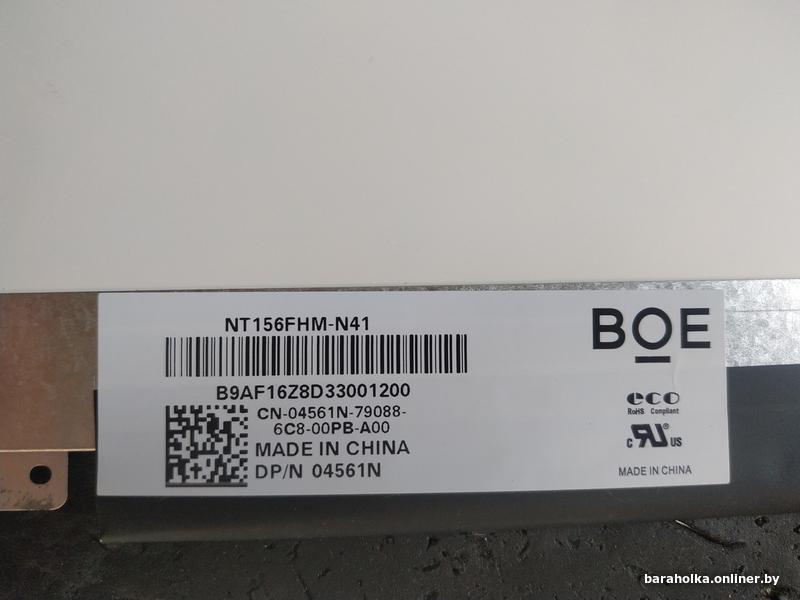 NT156FHM-N41
B9AF16Z8D33001200
CN-04561N-79088-
6C8-00PB-A00
MADE IN CHINA
DP/N 04561N
BOE
eco
RoHS Compliant
c RU® US
MADE IN CHINA
baraholka.onliner.by